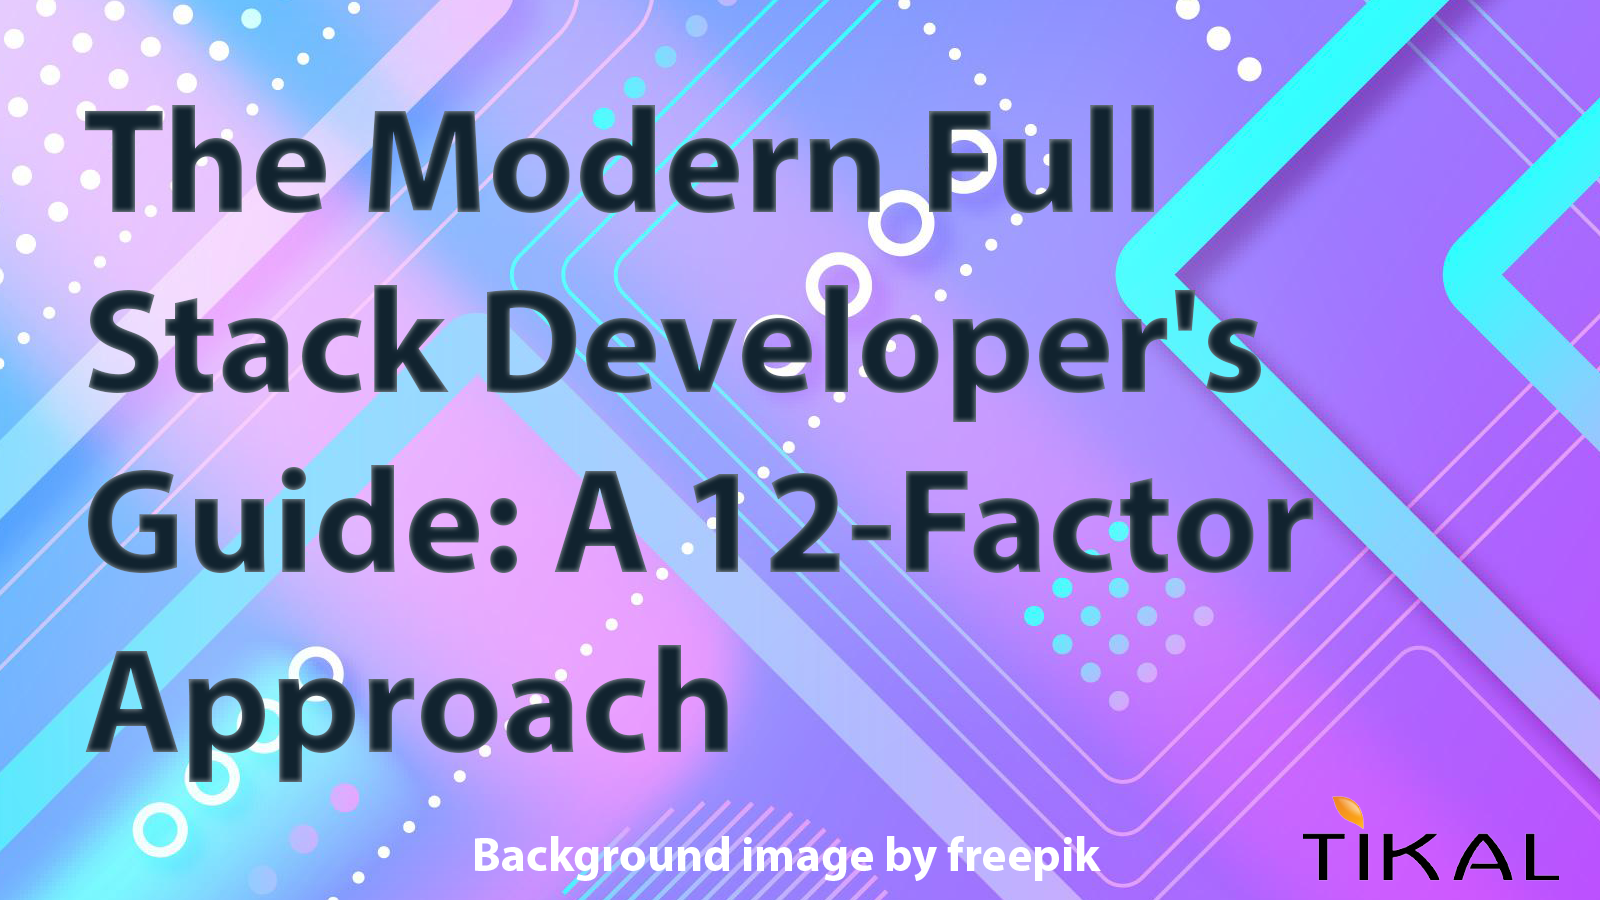 The Modern Full
Stack Developer's
Guide: A 12-Factor
Approach
Background image by freepik
TIKAL